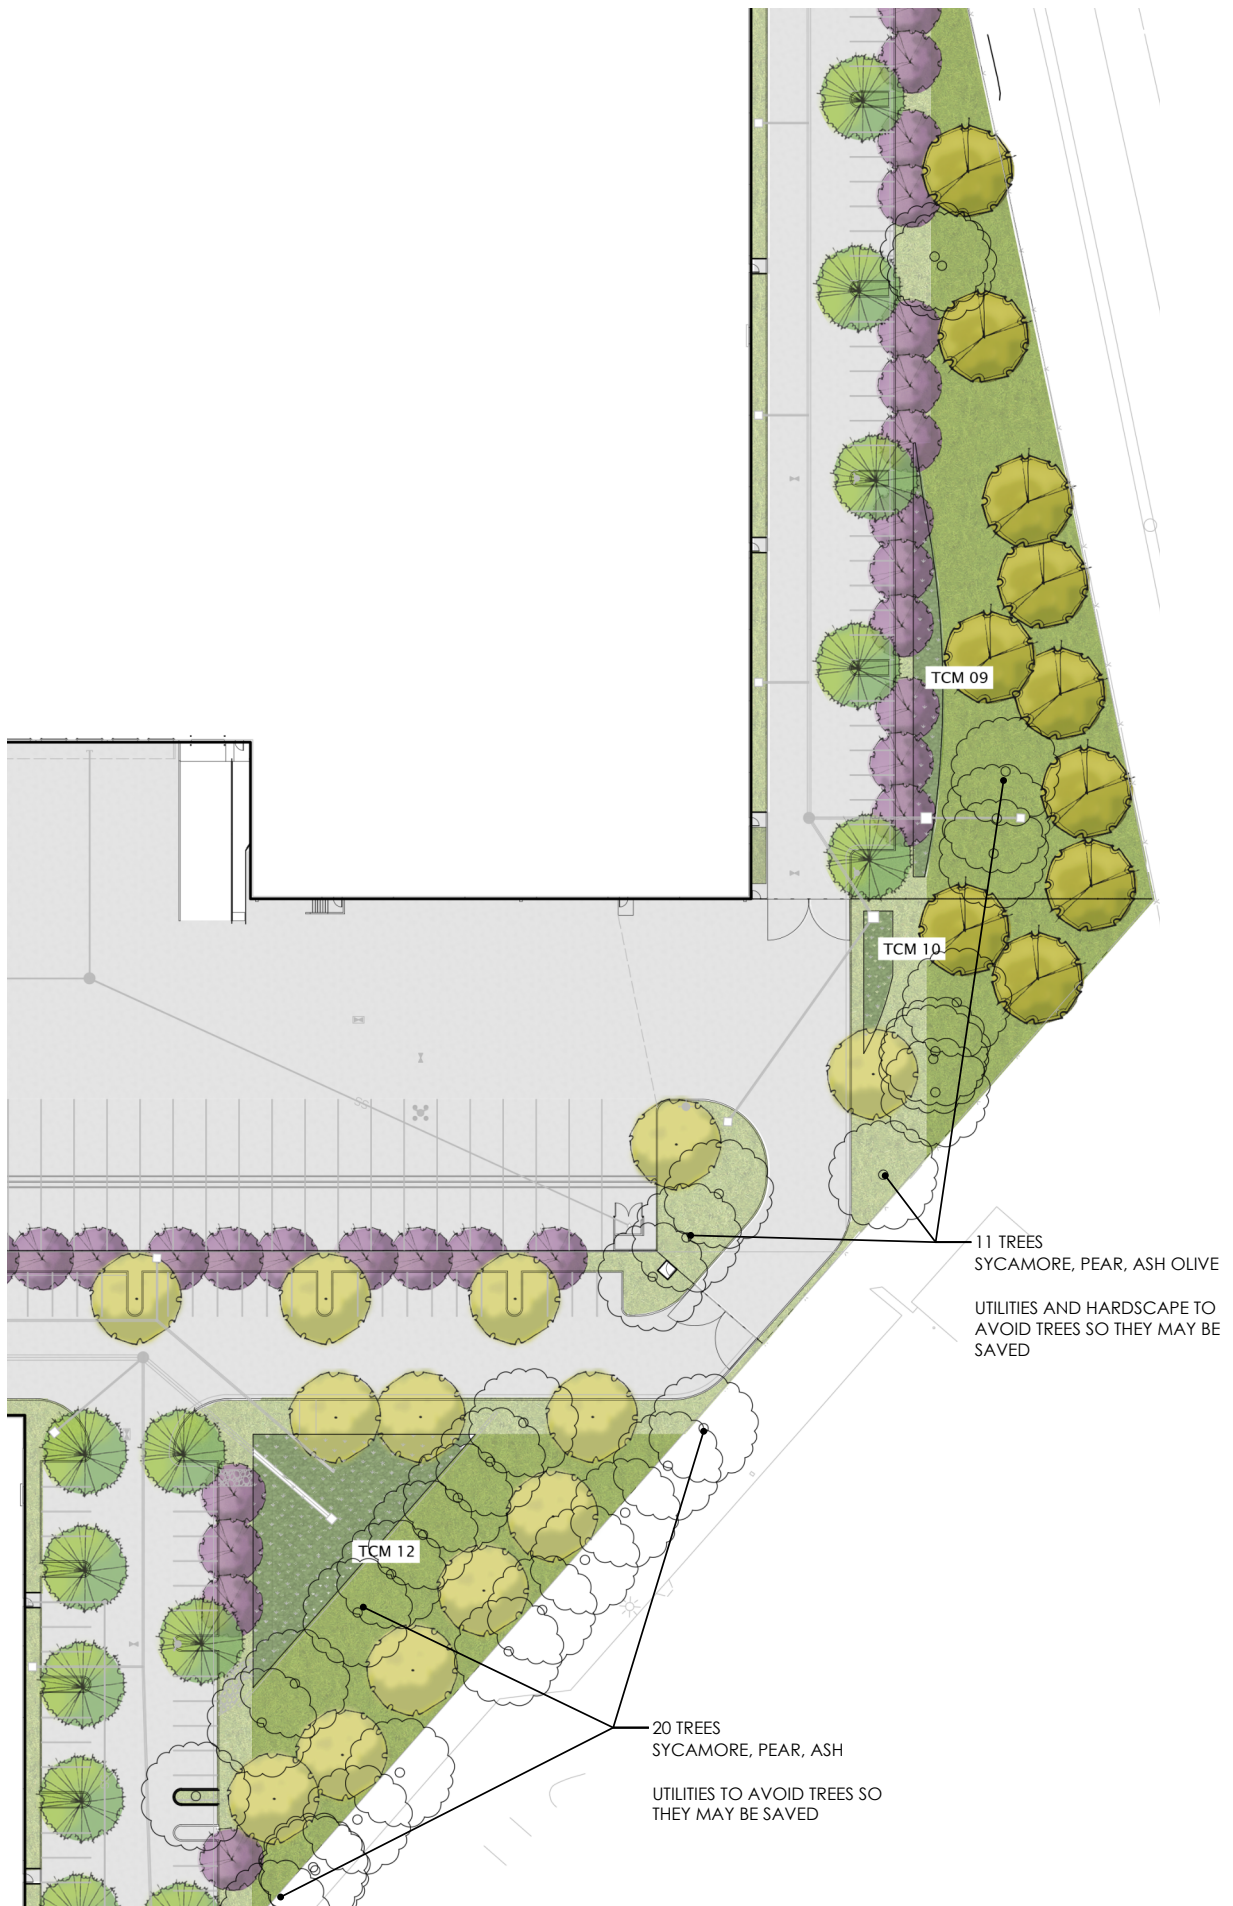 TCM 09
TCM 10
11 TREES
SYCAMORE, PEAR, ASH OLIVE
UTILITIES AND HARDSCAPE TO
AVOID TREES SO THEY MAY BE
SAVED
TCM 12
20 TREES
SYCAMORE, PEAR, ASH
UTILITIES TO AVOID TREES SO
THEY MAY BE SAVED